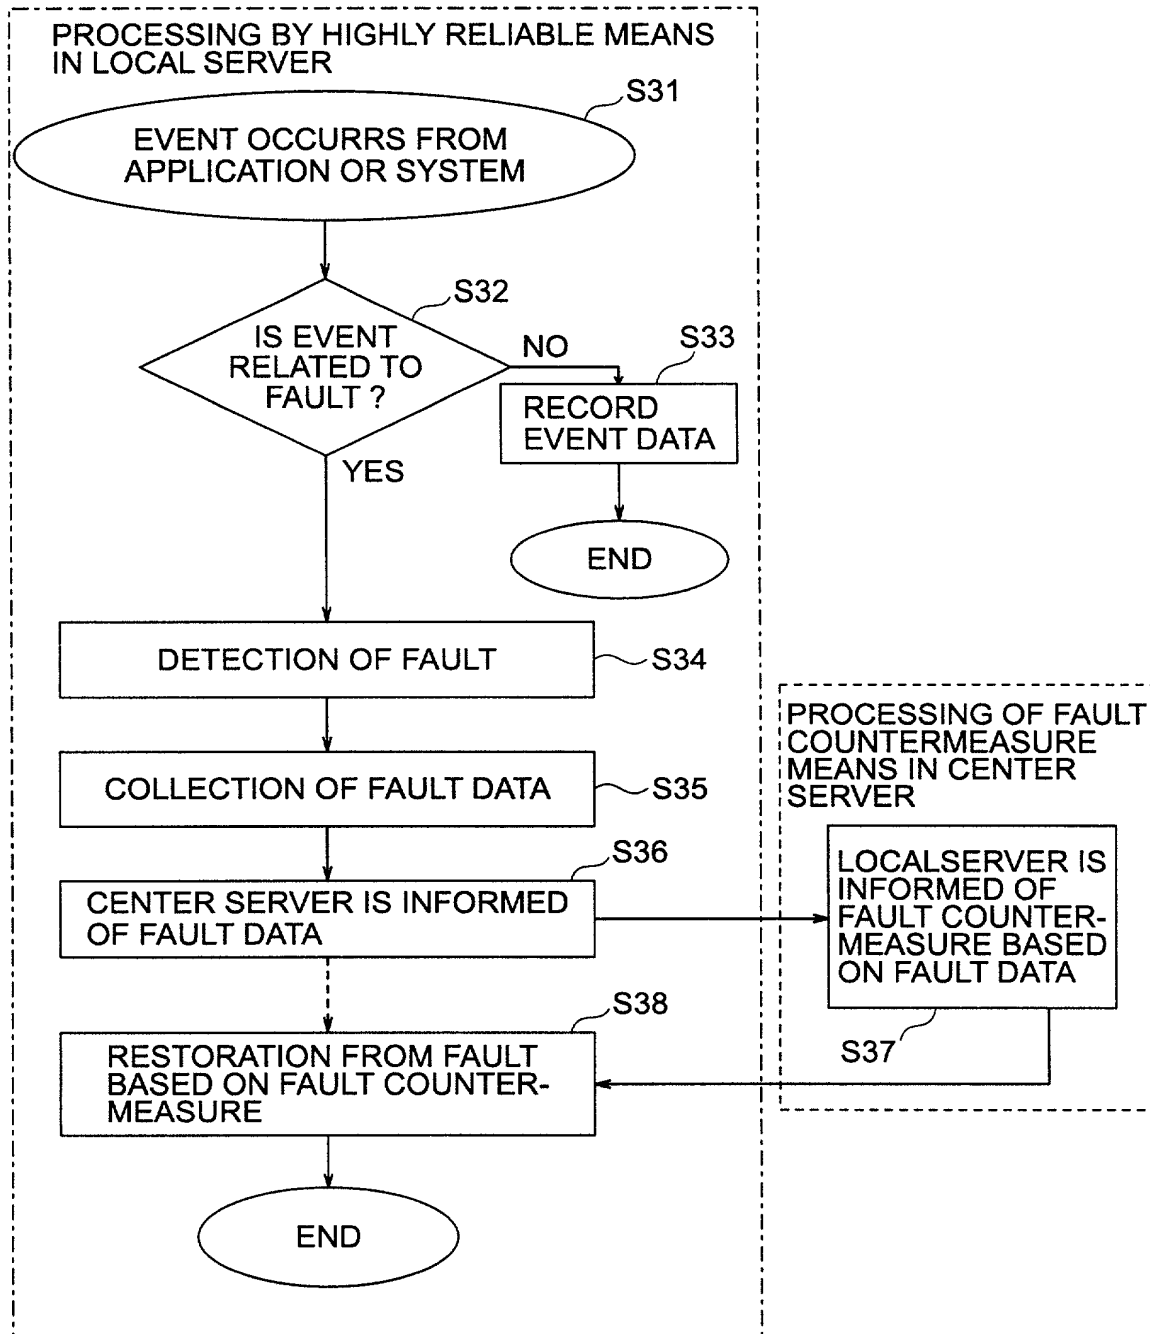 PROCESSING BY HIGHLY RELIABLE MEANS
IN LOCAL SERVER
S31
EVENT OCCURRS FROM
APPLICATION OR SYSTEM
S32
IS EVENT
RELATED TO
FAULT ?
NO
S33
RECORD
EVENT DATA
YES
END
DETECTION OF FAULT
S34
COLLECTION OF FAULT DATA
S35
S36
CENTER SERVER IS INFORMED
OF FAULT DATA
PROCESSING OF FAULT
COUNTERMEASURE
MEANS IN CENTER
SERVER
LOCALSERVER IS
INFORMED OF
FAULT COUNTER-
MEASURE BASED
ON FAULT DATA
S37
S38
RESTORATION FROM FAULT
BASED ON FAULT COUNTER-
MEASURE
END